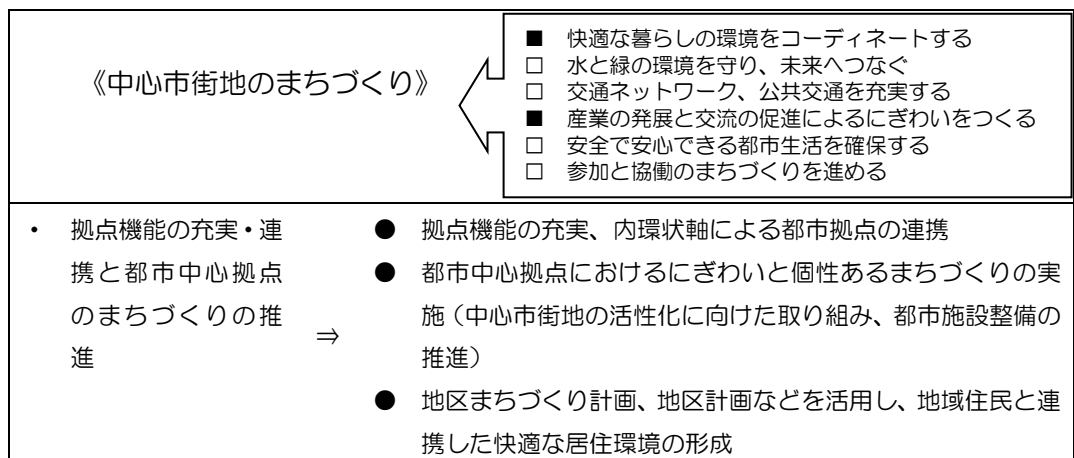 《中心市街地のまちづくり》
■ 快適な暮らしの環境をコーディネートする
□ 水と緑の環境を守り、未来へつなぐ
□ 交通ネットワーク、公共交通を充実する
■ 産業の発展と交流の促進によるにぎわいをつくる
□ 安全で安心できる都市生活を確保する
□ 参加と協働のまちづくりを進める
・ 拠点機能の充実・連
携と都市中心拠点
のまちづくりの推
進
⇒
● 拠点機能の充実、内環状軸による都市拠点の連携
● 都市中心拠点におけるにぎわいと個性あるまちづくりの実
施（中心市街地の活性化に向けた取り組み、都市施設整備の
推進）
● 地区まちづくり計画、地区計画などを活用し、地域住民と連
携した快適な居住環境の形成